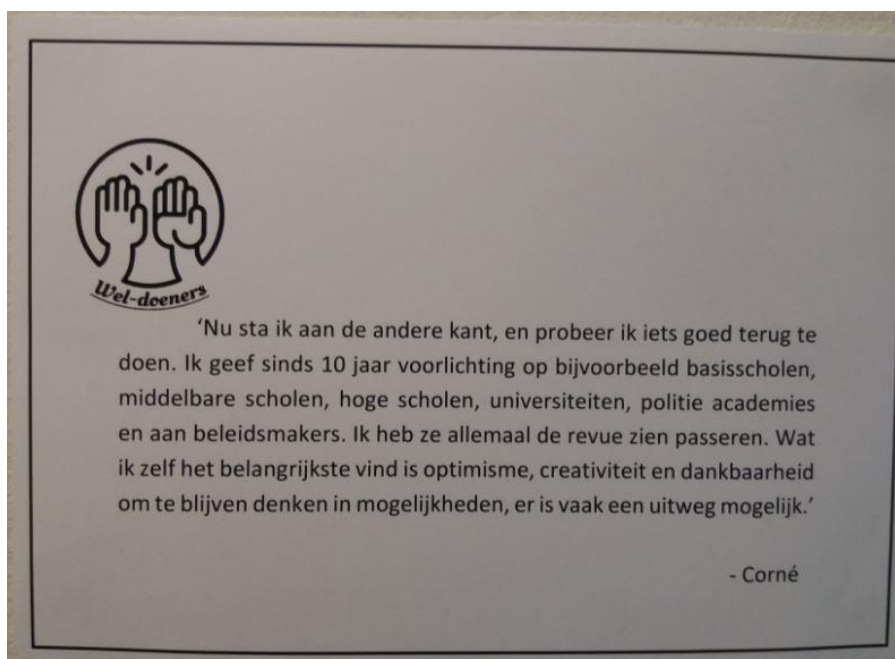 Wel-doeners
'Nu sta ik aan de andere kant, en probeer ik iets goed terug te
doen. Ik geef sinds 10 jaar voorlichting op bijvoorbeeld basisscholen,
middelbare scholen, hoge scholen, universiteiten, politie academies
en aan beleidsmakers. Ik heb ze allemaal de revue zien passeren. Wat
ik zelf het belangrijkste vind is optimisme, creativiteit en dankbaarheid
om te blijven denken in mogelijkheden, er is vaak een uitweg mogelijk.'
- Corné